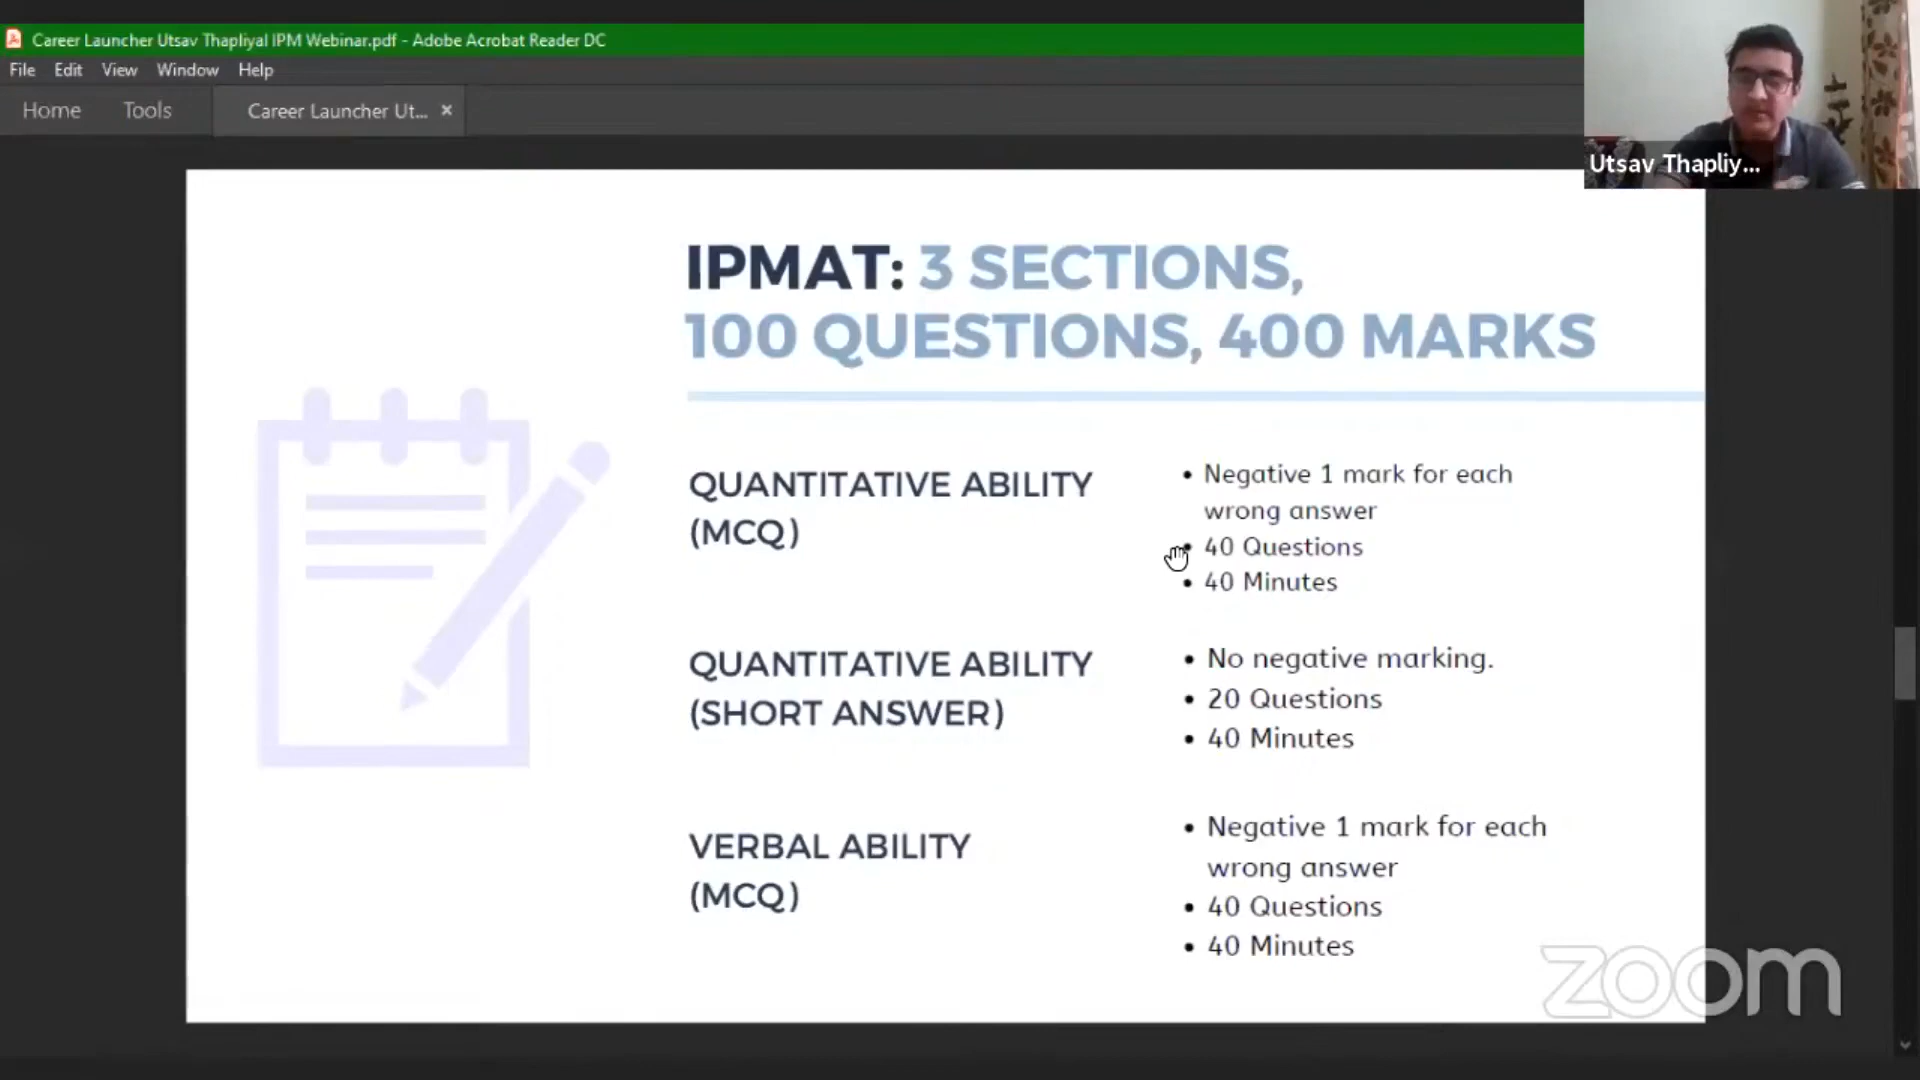 Career Launcher Utsav Thapliyal IPM Webinar.pdf - Adobe Acrobat Reader DC
File Edit View Window Help
Home Tools Career Launcher Ut... ×
Utsav Thapliy...
IPMAT: 3 SECTIONS,
100 QUESTIONS, 400 MARKS
QUANTITATIVE ABILITY
(MCQ)
• Negative 1 mark for each
wrong answer
• 40 Questions
• 40 Minutes
QUANTITATIVE ABILITY
(SHORT ANSWER)
• No negative marking.
• 20 Questions
• 40 Minutes
VERBAL ABILITY
(MCQ)
• Negative 1 mark for each
wrong answer
• 40 Questions
• 40 Minutes
zoom